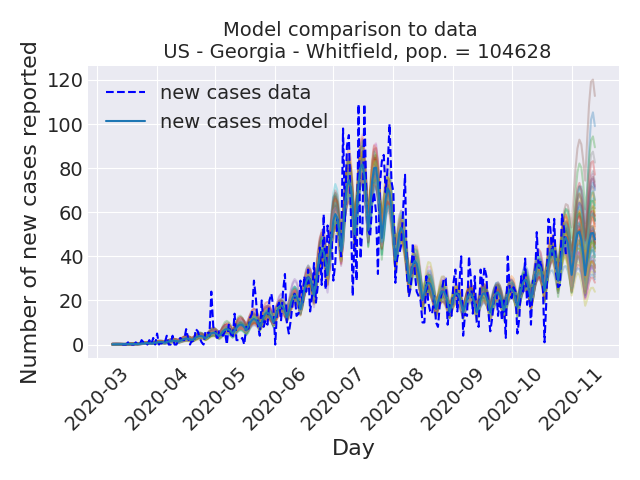 Model comparison to data
US - Georgia - Whitfield, pop. = 104628
Number of new cases reported
120
100
80
60
40
20
0
new cases data
new cases model
2020-03
2020-04
2020-05
2020-06
2020-07
2020-08
2020-09
2020-10
2020-11
Day